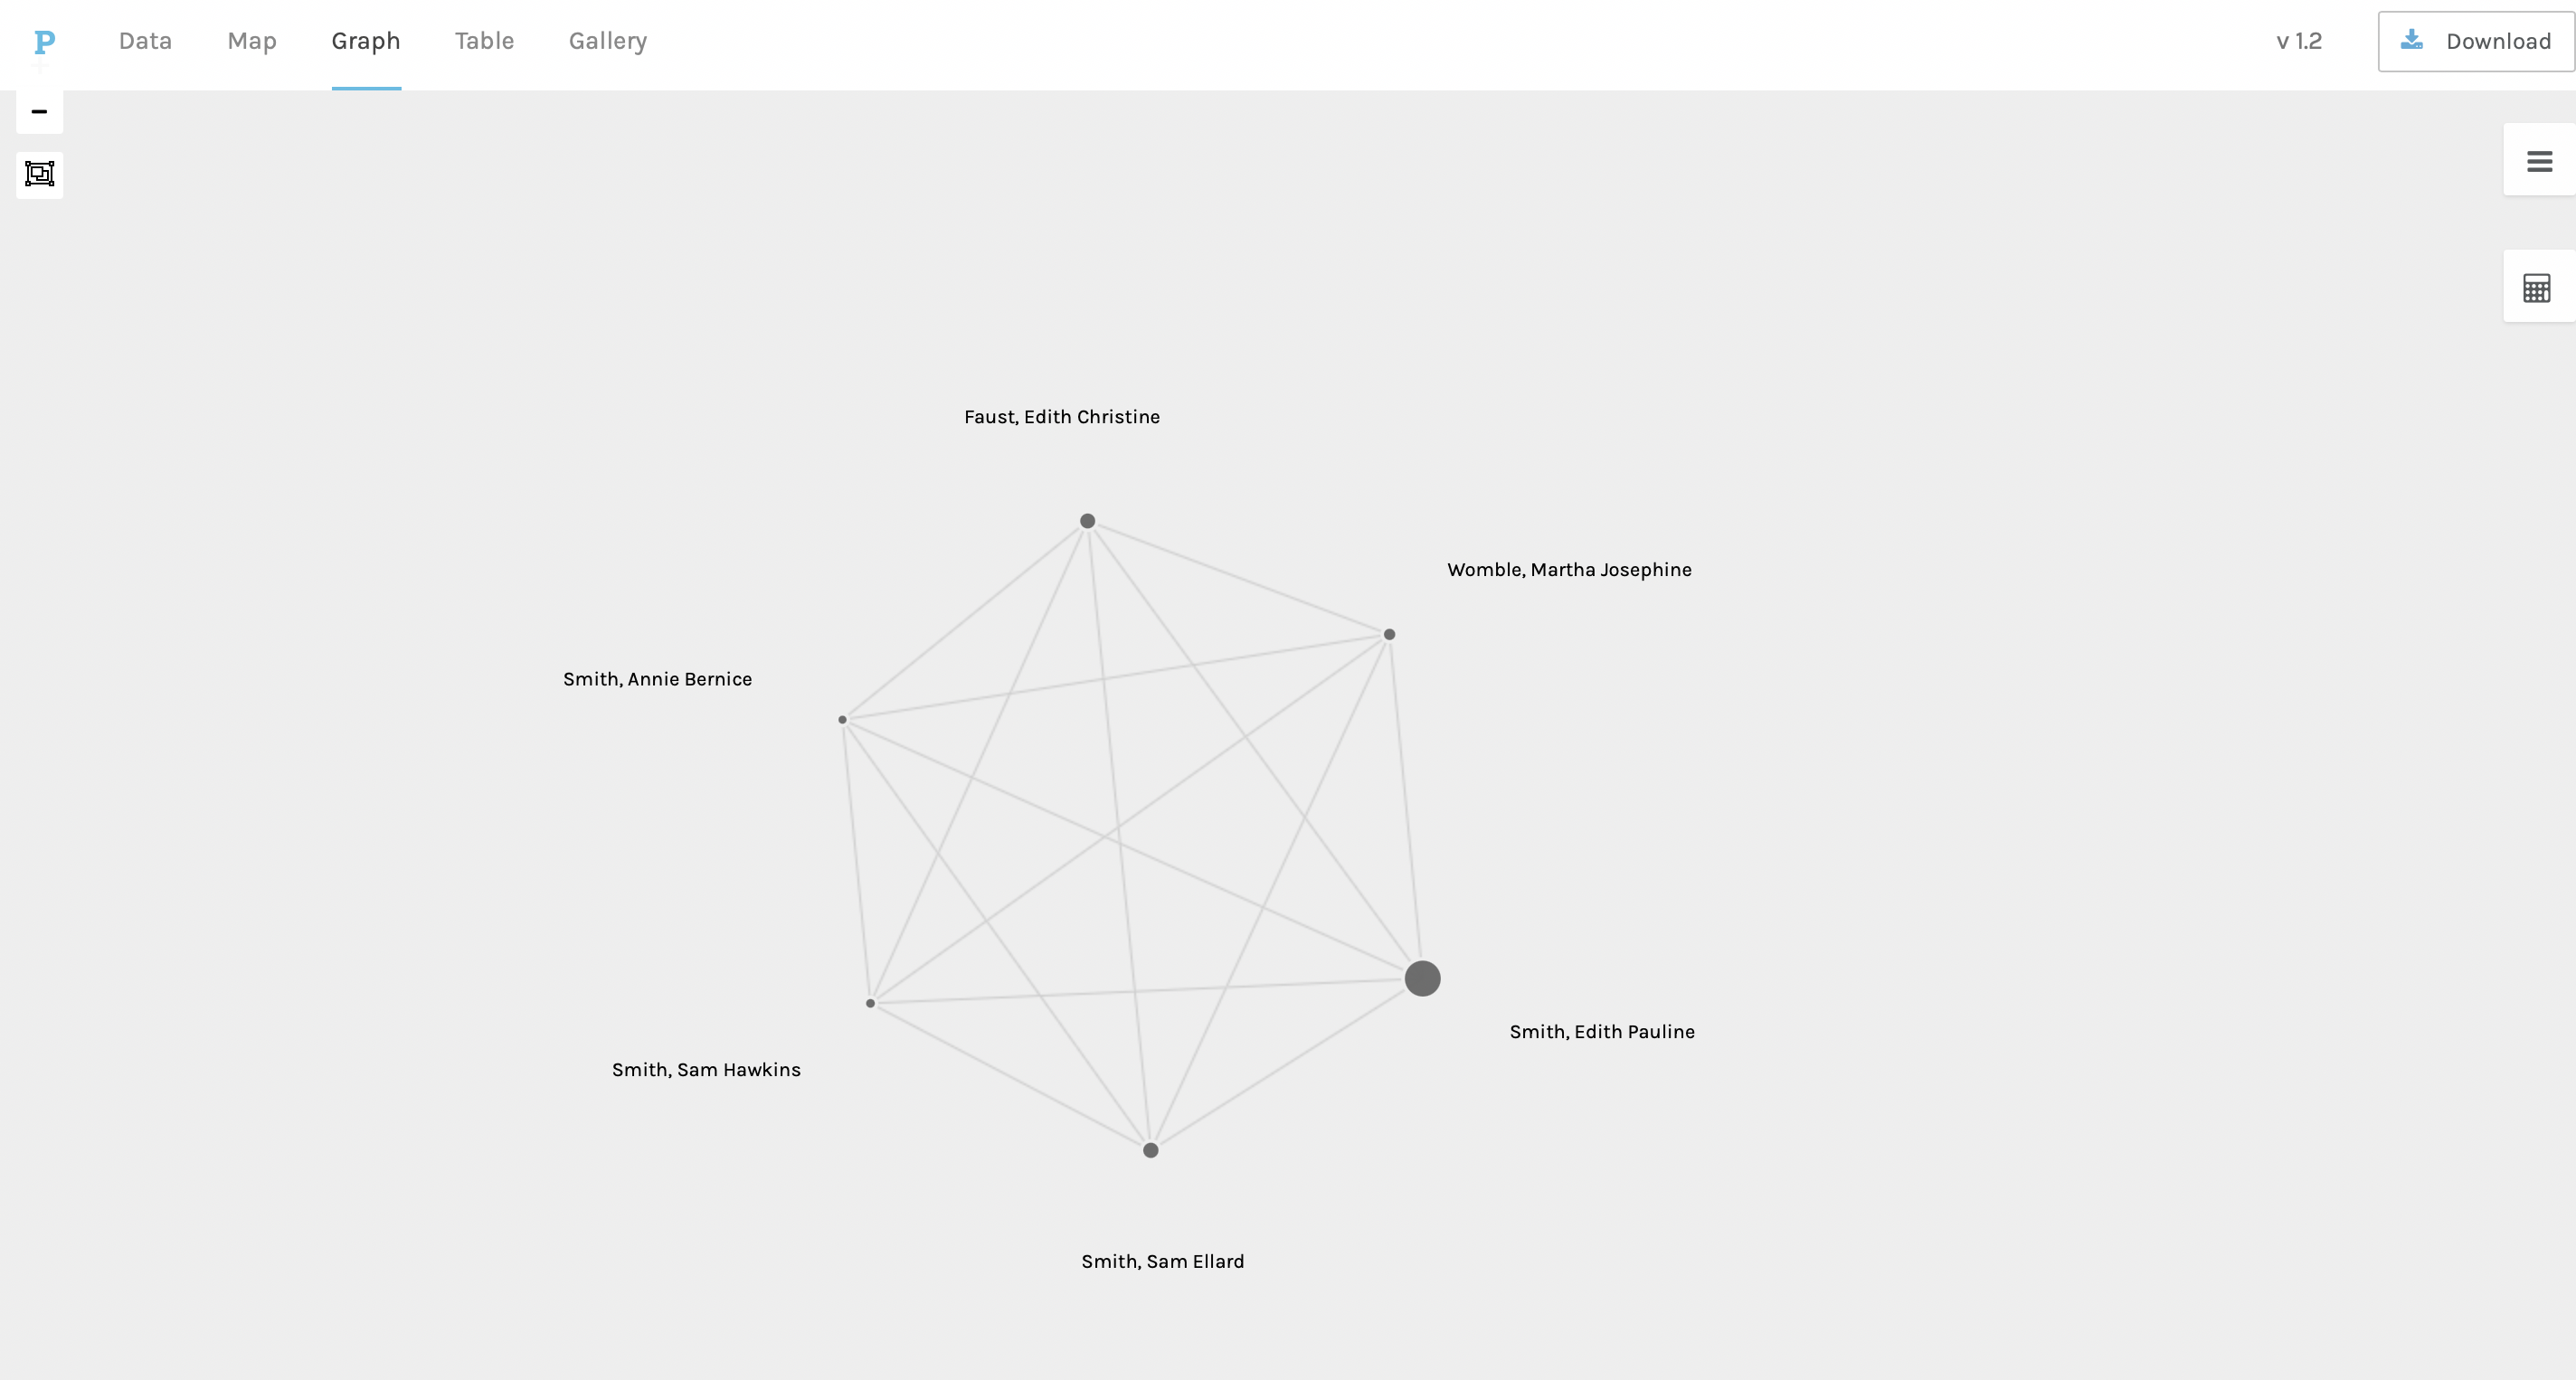 P Data Map Graph Table Gallery v 1.2 Download
Faust, Edith Christine
Womble, Martha Josephine
Smith, Annie Bernice
Smith, Edith Pauline
Smith, Sam Hawkins
Smith, Sam Ellard